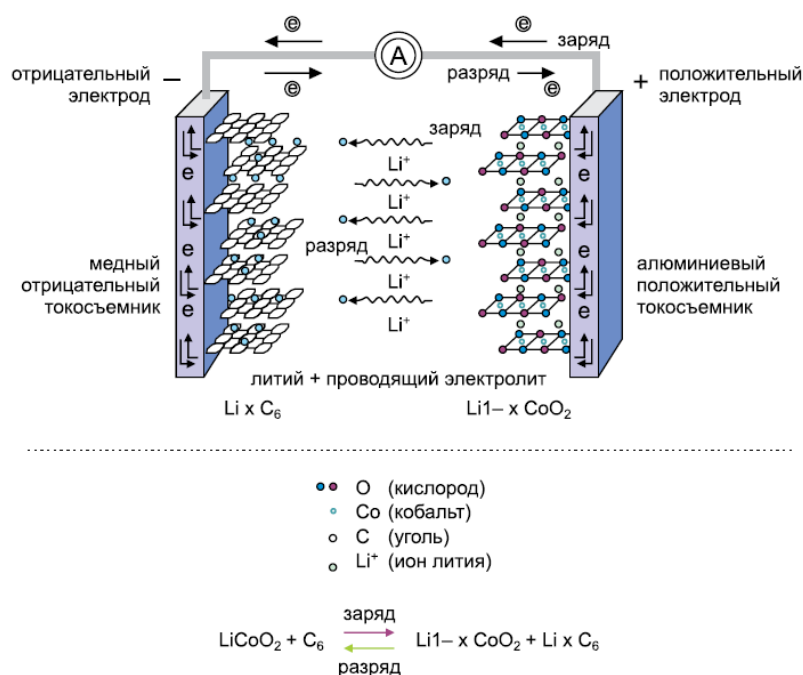 e e заряд
A
отрицательный − разряд + положительный
электрод e e электрод
заряд
Li⁺
e e
Li⁺
Li⁺
e разряд e
Li⁺
медный алюминиевый
отрицательный e e положительный
токосъемник Li⁺ токосъемник
e e
Li⁺
литий + проводящий электролит
Li x C₆ Li1– x CoO₂
O (кислород)
Co (кобальт)
C (уголь)
Li⁺ (ион лития)
заряд
LiCoO₂ + C₆ Li1– x CoO₂ + Li x C₆
разряд